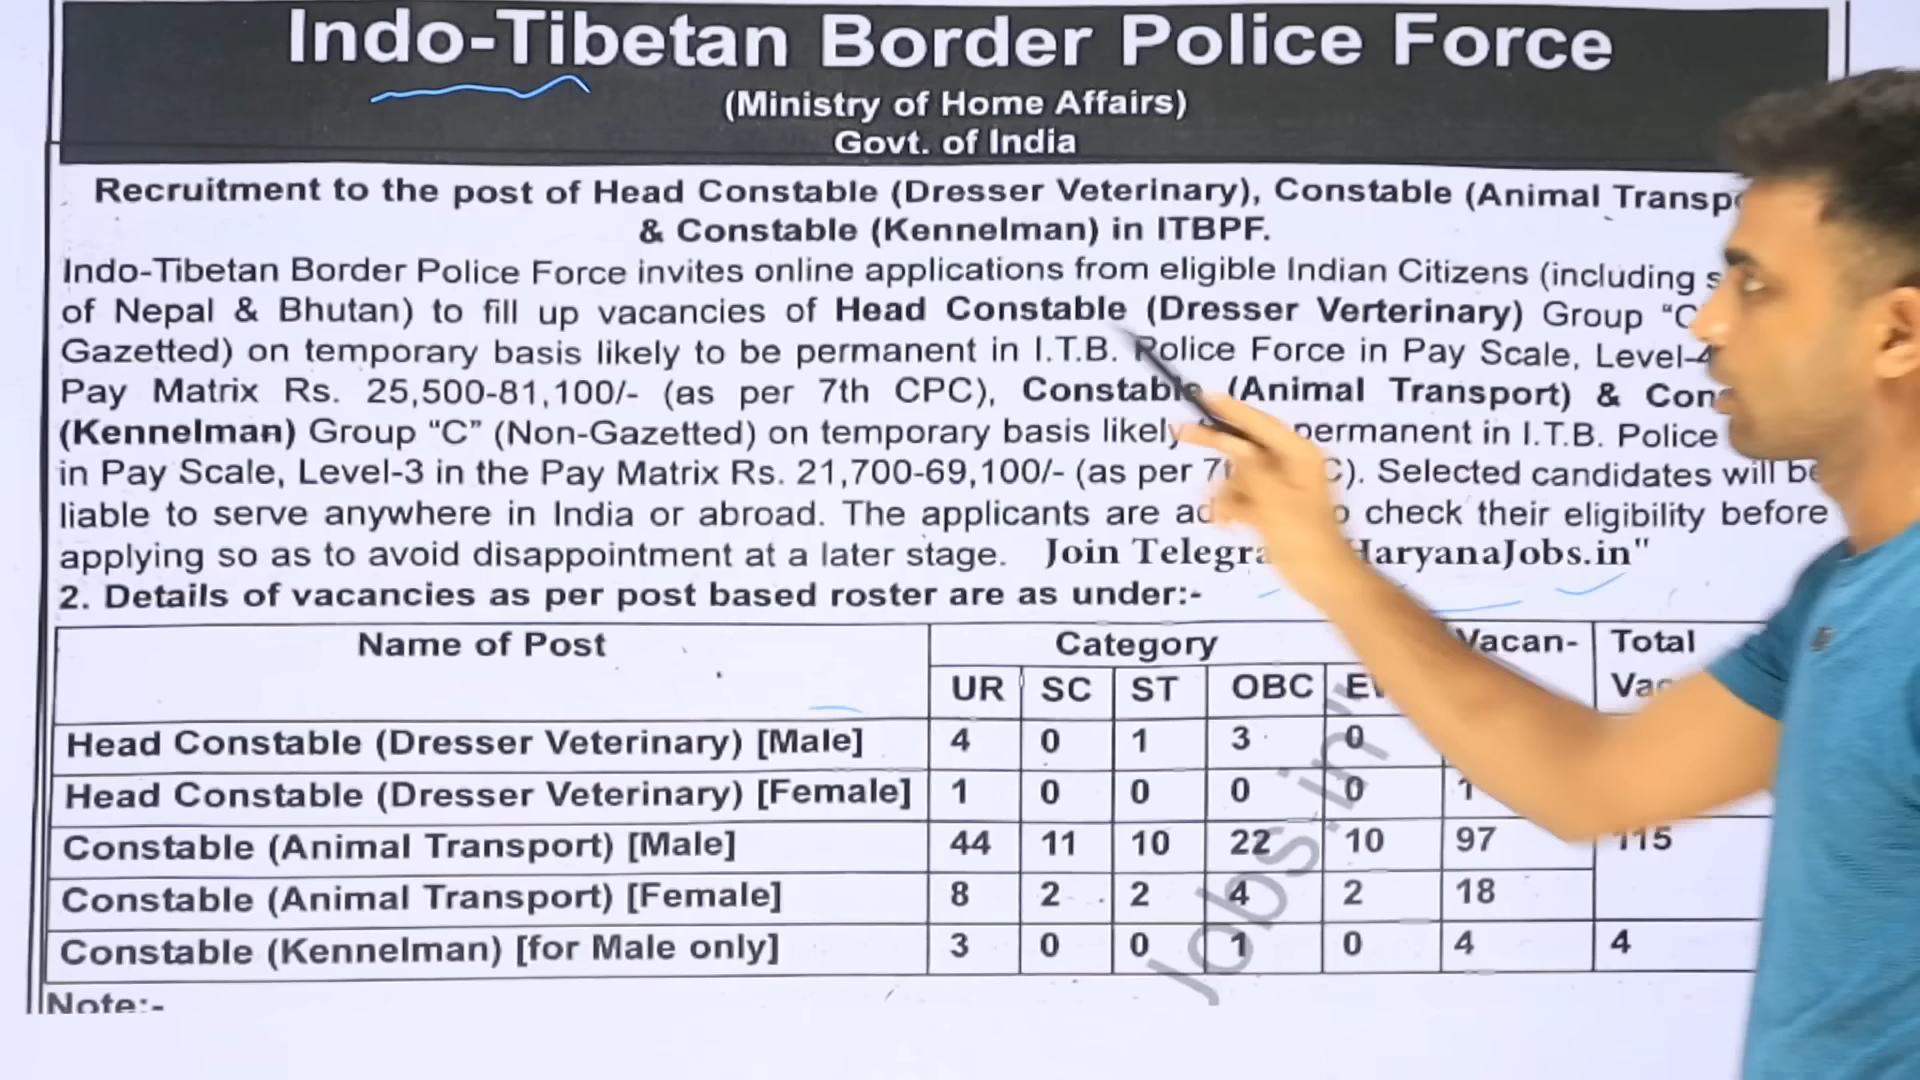 Indo-Tibetan Border Police Force
(Ministry of Home Affairs)
Govt. of India
Recruitment to the post of Head Constable (Dresser Veterinary), Constable (Animal
& Constable (Kennelman) in ITBPF.
Indo-Tibetan Border Police Force invites online applications from eligible Indian Citizens (including
of Nepal & Bhutan) to fill up vacancies of Head Constable (Dresser Verterinary) Group "C
Gazetted) on temporary basis likely to be permanent in I.T.B. Police Force in Pay Scale, Level-4
Pay Matrix Rs. 25,500-81,100/- (as per 7th CPC), Constable (Animal Transport) &
(Kennelman) Group "C" (Non-Gazetted) on temporary basis likely permanent in I.T.B. Police
in Pay Scale, Level-3 in the Pay Matrix Rs. 21,700-69,100/- (as per Selected candidates will be
liable to serve anywhere in India or abroad. The applicants are check their eligibility before
applying so as to avoid disappointment at a later stage. Join HaryanaJobs.in"
2. Details of vacancies as per post based roster are as under:-
Name of Post Category Vacan- Total
UR SC ST OBC
Head Constable (Dresser Veterinary) [Male] 4 0 1 3 0
Head Constable (Dresser Veterinary) [Female] 1 0 0 0 0 1
Constable (Animal Transport) [Male] 44 11 10 22 10 97 115
Constable (Animal Transport) [Female] 8 2 2 4 2 18
Constable (Kennelman) [for Male only] 3 0 0 1 0 4 4
Note:-
Jobs.in"